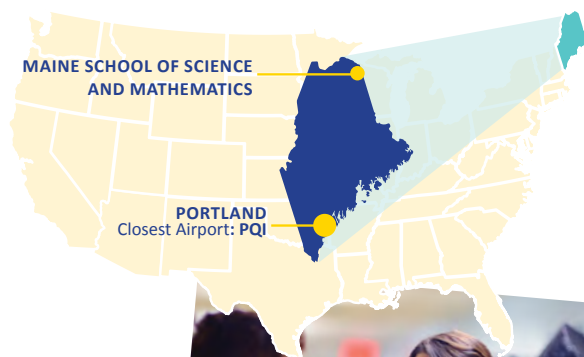 MAINE SCHOOL OF SCIENCE
AND MATHEMATICS
PORTLAND
Closest Airport: PQI